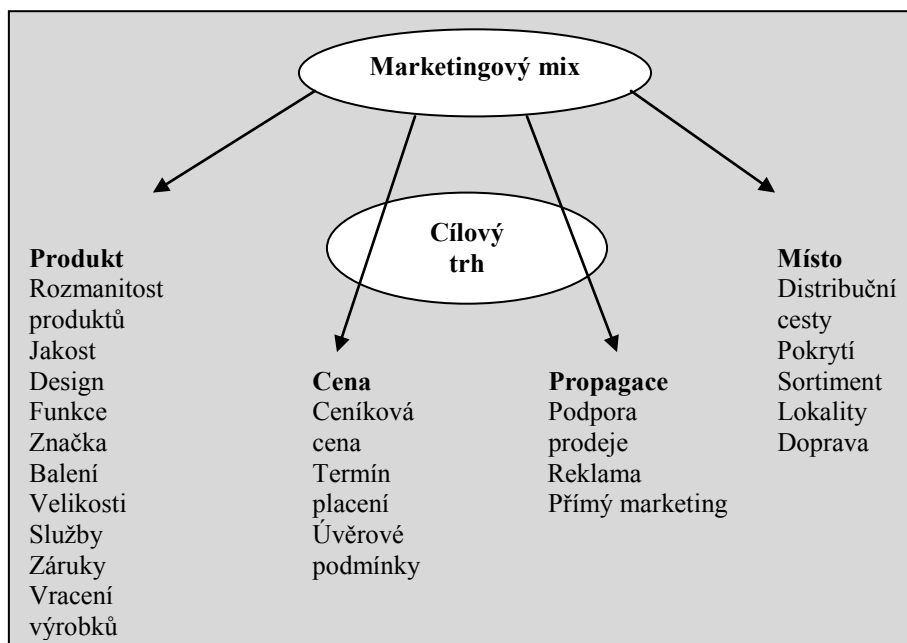 Marketingový mix
Cílový
trh
Produkt
Rozmanitost
produktů
Jakost
Design
Funkce
Značka
Balení
Velikosti
Služby
Záruky
Vracení
výrobků
Cena
Ceníková
cena
Termín
placení
Úvěrové
podmínky
Propagace
Podpora
prodeje
Reklama
Přímý marketing
Místo
Distribuční
cesty
Pokrytí
Sortiment
Lokality
Doprava